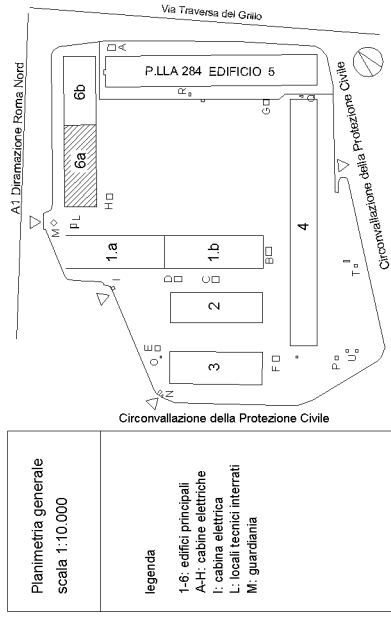 Via Traversa del Grillo
A1 Diramazione Roma Nord
Circonvallazione della Protezione Civile
P.LLA 284 EDIFICIO 5
A
R
G
Q
6b
6a
H
L
M
4
1.a
1.b
B
I
D
C
2
T
E
O
3
F
P
U
N
Circonvallazione della Protezione Civile
Planimetria generale
scala 1:10.000
legenda
1-6: edifici principali
A-H: cabine elettriche
I: cabina elettrica
L: locali tecnici interrati
M: guardiania